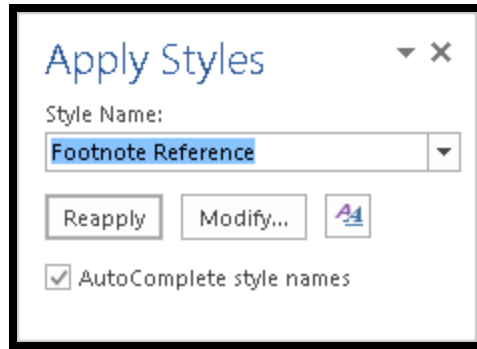 Apply Styles
Style Name:
Footnote Reference
Reapply Modify...
AutoComplete style names